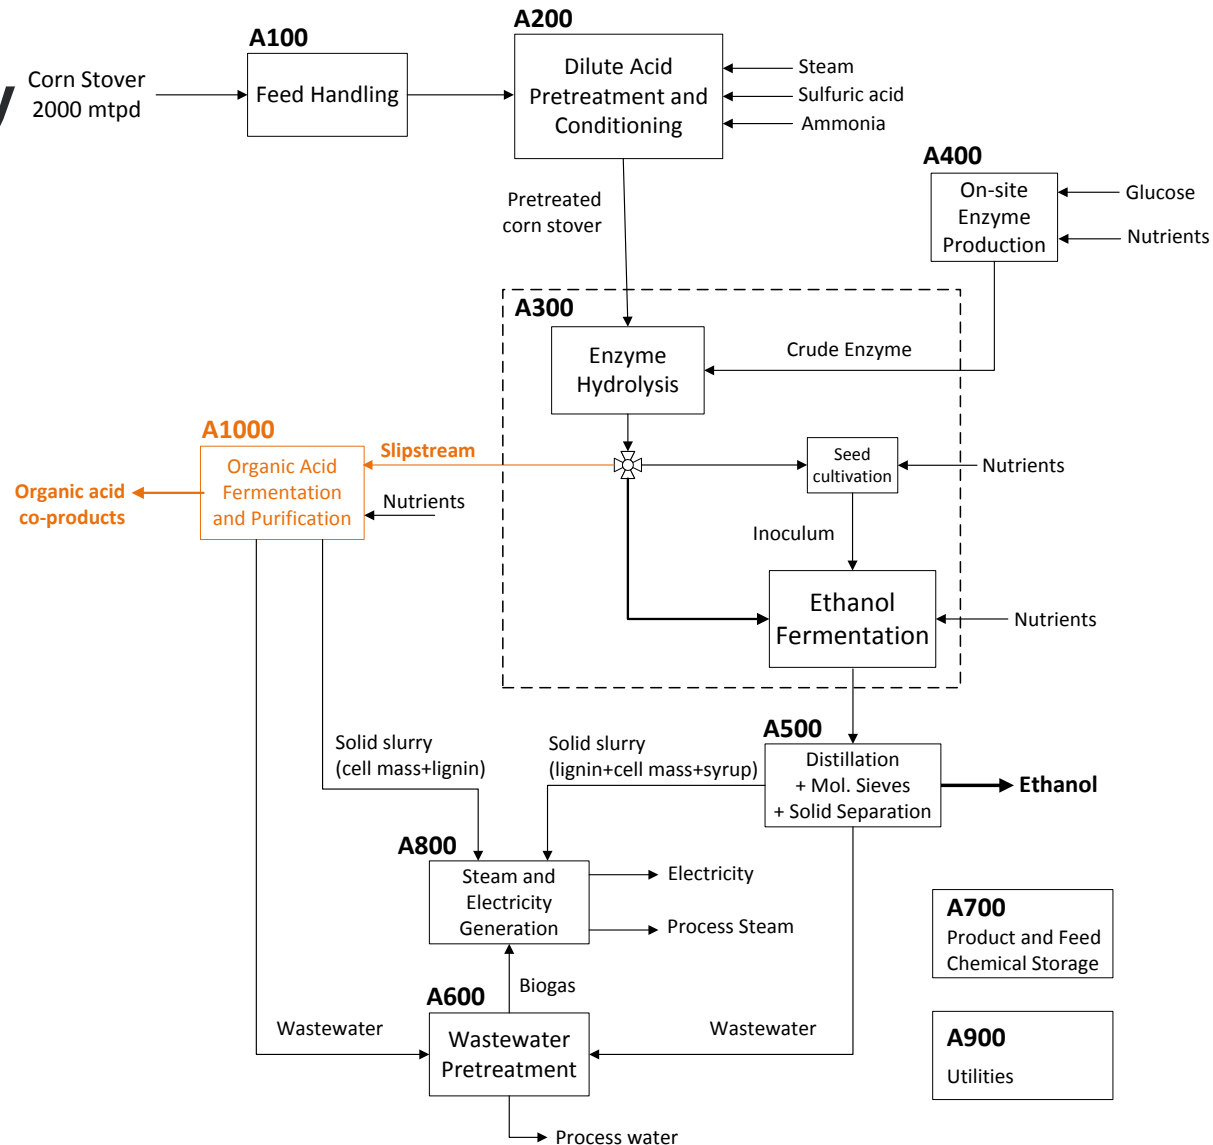 A100
A200
Corn Stover
2000 mtpd
Feed Handling
Dilute Acid
Pretreatment and
Conditioning
Steam
Sulfuric acid
Ammonia
A400
On-site
Enzyme
Production
Glucose
Nutrients
Pretreated
corn stover
A300
Enzyme
Hydrolysis
Crude Enzyme
A1000
Organic Acid
Fermentation
and Purification
Slipstream
Nutrients
Organic acid
co-products
Seed
cultivation
Nutrients
Inoculum
Ethanol
Fermentation
Nutrients
Solid slurry
(cell mass+lignin)
Solid slurry
(lignin+cell mass+syrup)
A500
Distillation
+ Mol. Sieves
+ Solid Separation
Ethanol
A800
Steam and
Electricity
Generation
Electricity
Process Steam
A700
Product and Feed
Chemical Storage
Biogas
A600
Wastewater
Pretreatment
Wastewater
Wastewater
A900
Utilities
Process water